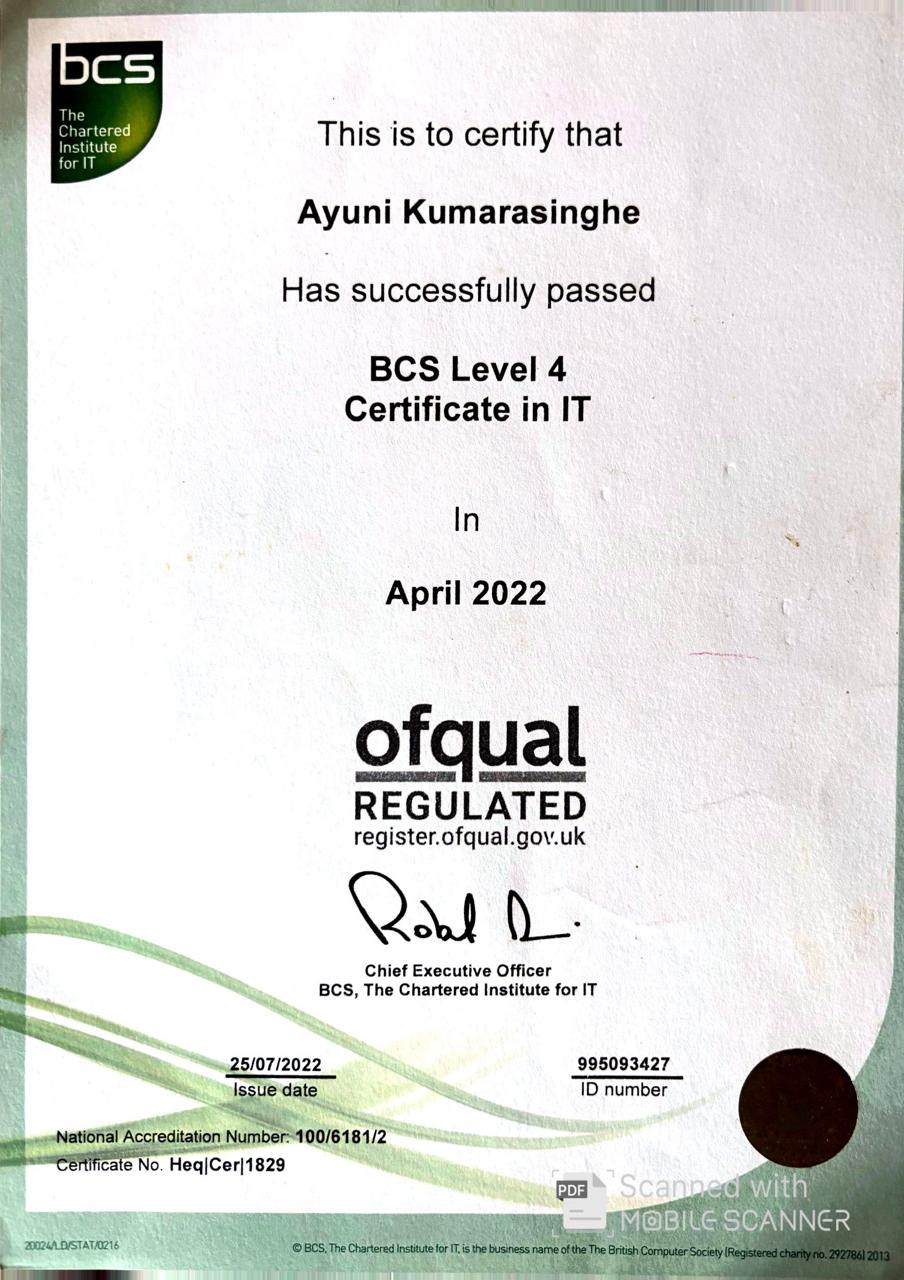 bcs
The
Chartered
Institute
for IT
This is to certify that
Ayuni Kumarasinghe
Has successfully passed
BCS Level 4
Certificate in IT
In
April 2022
ofqual
REGULATED
register.ofqual.gov.uk
Chief Executive Officer
BCS, The Chartered Institute for IT
25/07/2022
Issue date
995093427
ID number
National Accreditation Number: 100/6181/2
Certificate No. Heq|Cer|1829
PDF
Scanned with
MOBILE SCANNER
20024/LD/STAT/0216
© BCS, The Chartered Institute for IT, is the business name of the The British Computer Society (Registered charity no. 292786) 2013